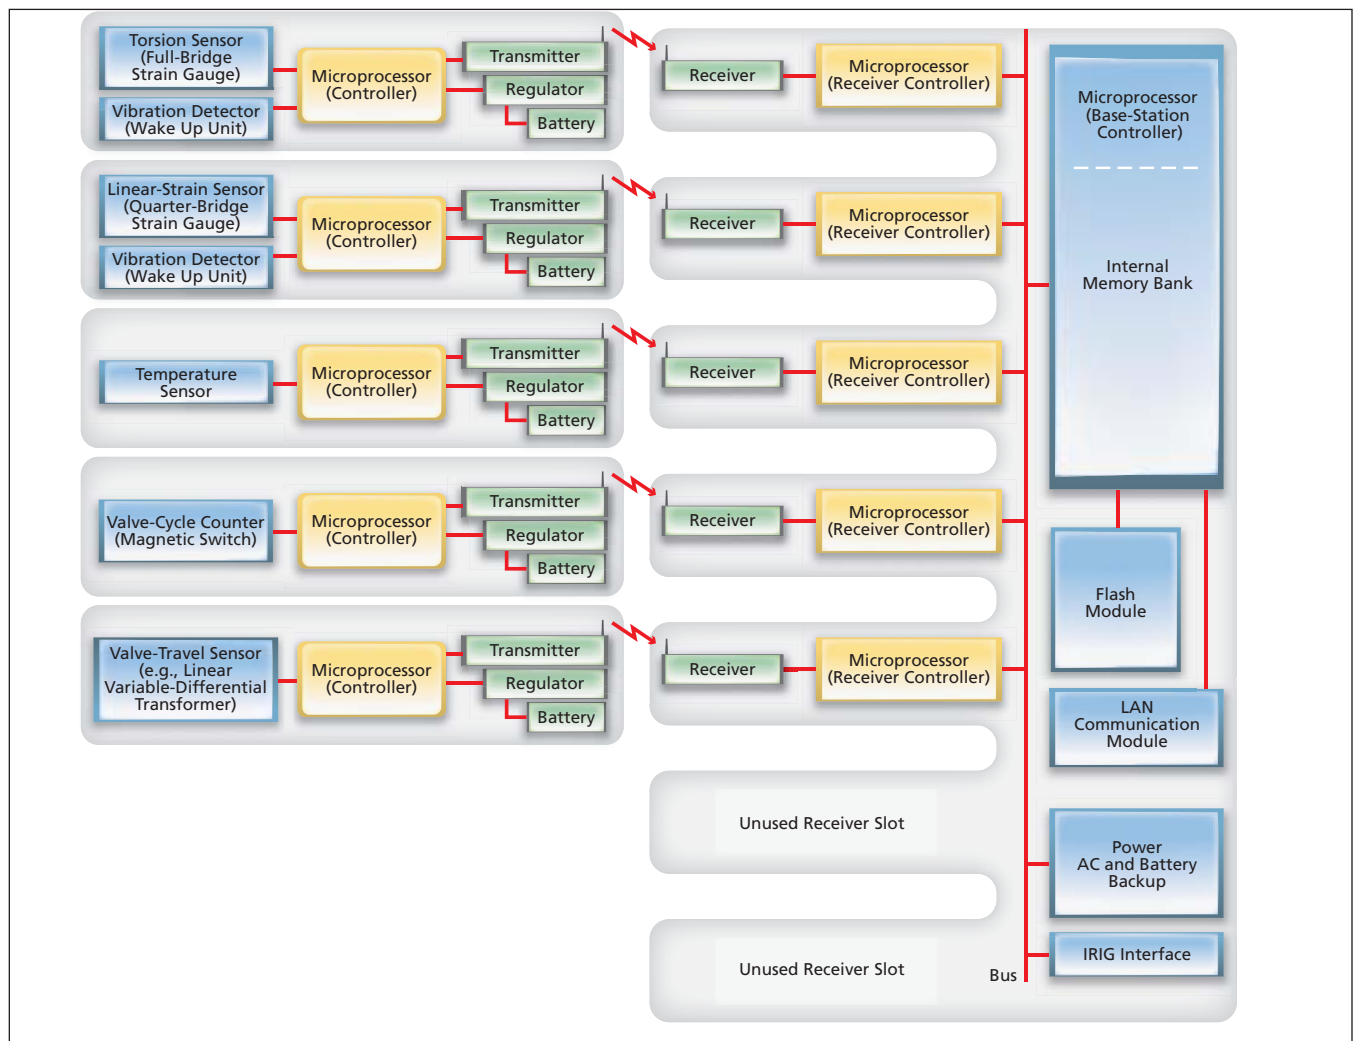 Torsion Sensor
(Full-Bridge
Strain Gauge)
Vibration Detector
(Wake Up Unit)
Microprocessor
(Controller)
Transmitter
Regulator
Battery
Receiver
Microprocessor
(Receiver Controller)
Linear-Strain Sensor
(Quarter-Bridge
Strain Gauge)
Vibration Detector
(Wake Up Unit)
Microprocessor
(Controller)
Transmitter
Regulator
Battery
Receiver
Microprocessor
(Receiver Controller)
Temperature
Sensor
Microprocessor
(Controller)
Transmitter
Regulator
Battery
Receiver
Microprocessor
(Receiver Controller)
Valve-Cycle Counter
(Magnetic Switch)
Microprocessor
(Controller)
Transmitter
Regulator
Battery
Receiver
Microprocessor
(Receiver Controller)
Valve-Travel Sensor
(e.g., Linear
Variable-Differential
Transformer)
Microprocessor
(Controller)
Transmitter
Regulator
Battery
Receiver
Microprocessor
(Receiver Controller)
Unused Receiver Slot
Unused Receiver Slot
Bus
Microprocessor
(Base-Station
Controller)
Internal
Memory Bank
Flash
Module
LAN
Communication
Module
Power
AC and Battery
Backup
IRIG Interface